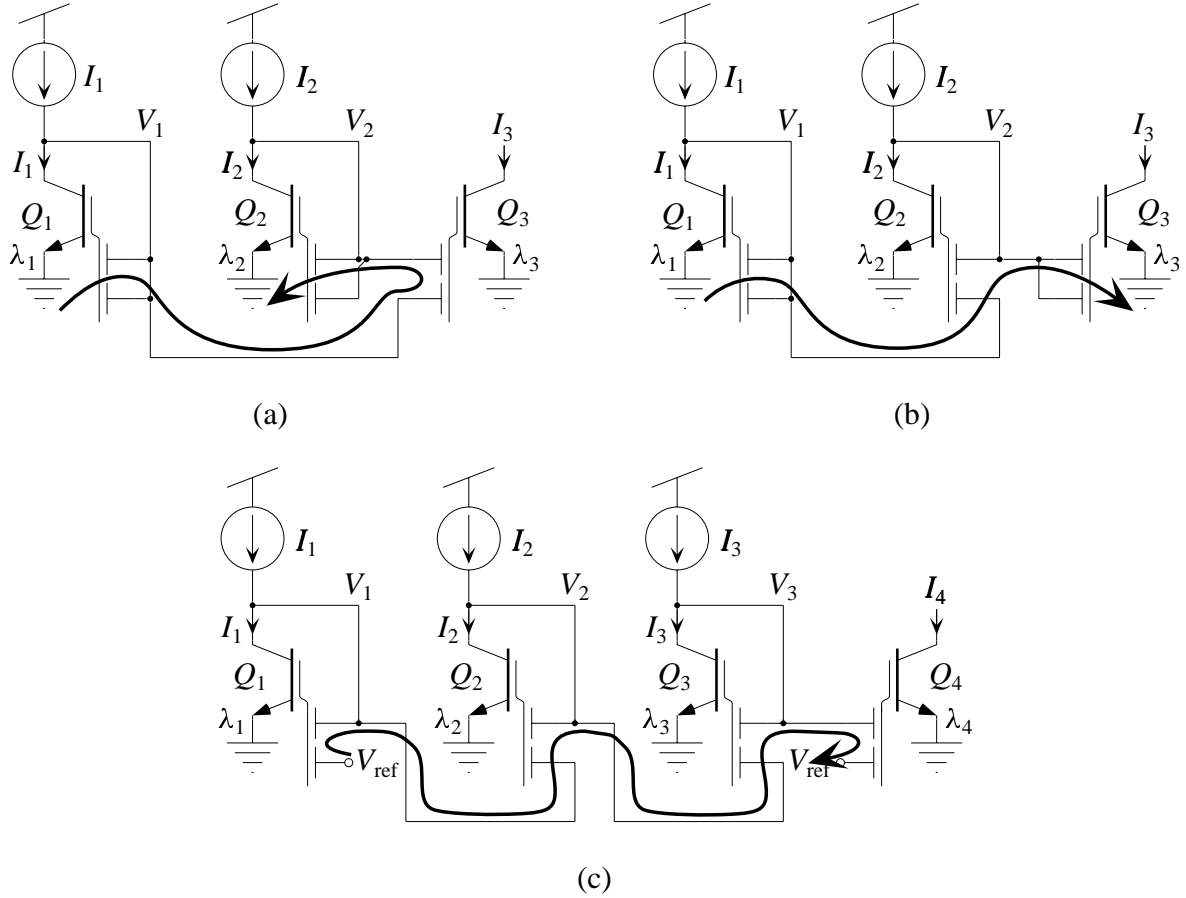 I₁ I₂ I₁ I₂
V₁ V₂ I₃ V₁ V₂ I₃
I₁ I₂ I₁ I₂
Q₁ Q₂ Q₃ Q₁ Q₂ Q₃
λ₁ λ₂ λ₃ λ₁ λ₂ λ₃
(a) (b)
I₁ I₂ I₃
V₁ V₂ V₃ I₄
I₁ I₂ I₃
Q₁ Q₂ Q₃ Q₄
λ₁ λ₂ λ₃ λ₄
Vref Vref
(c)